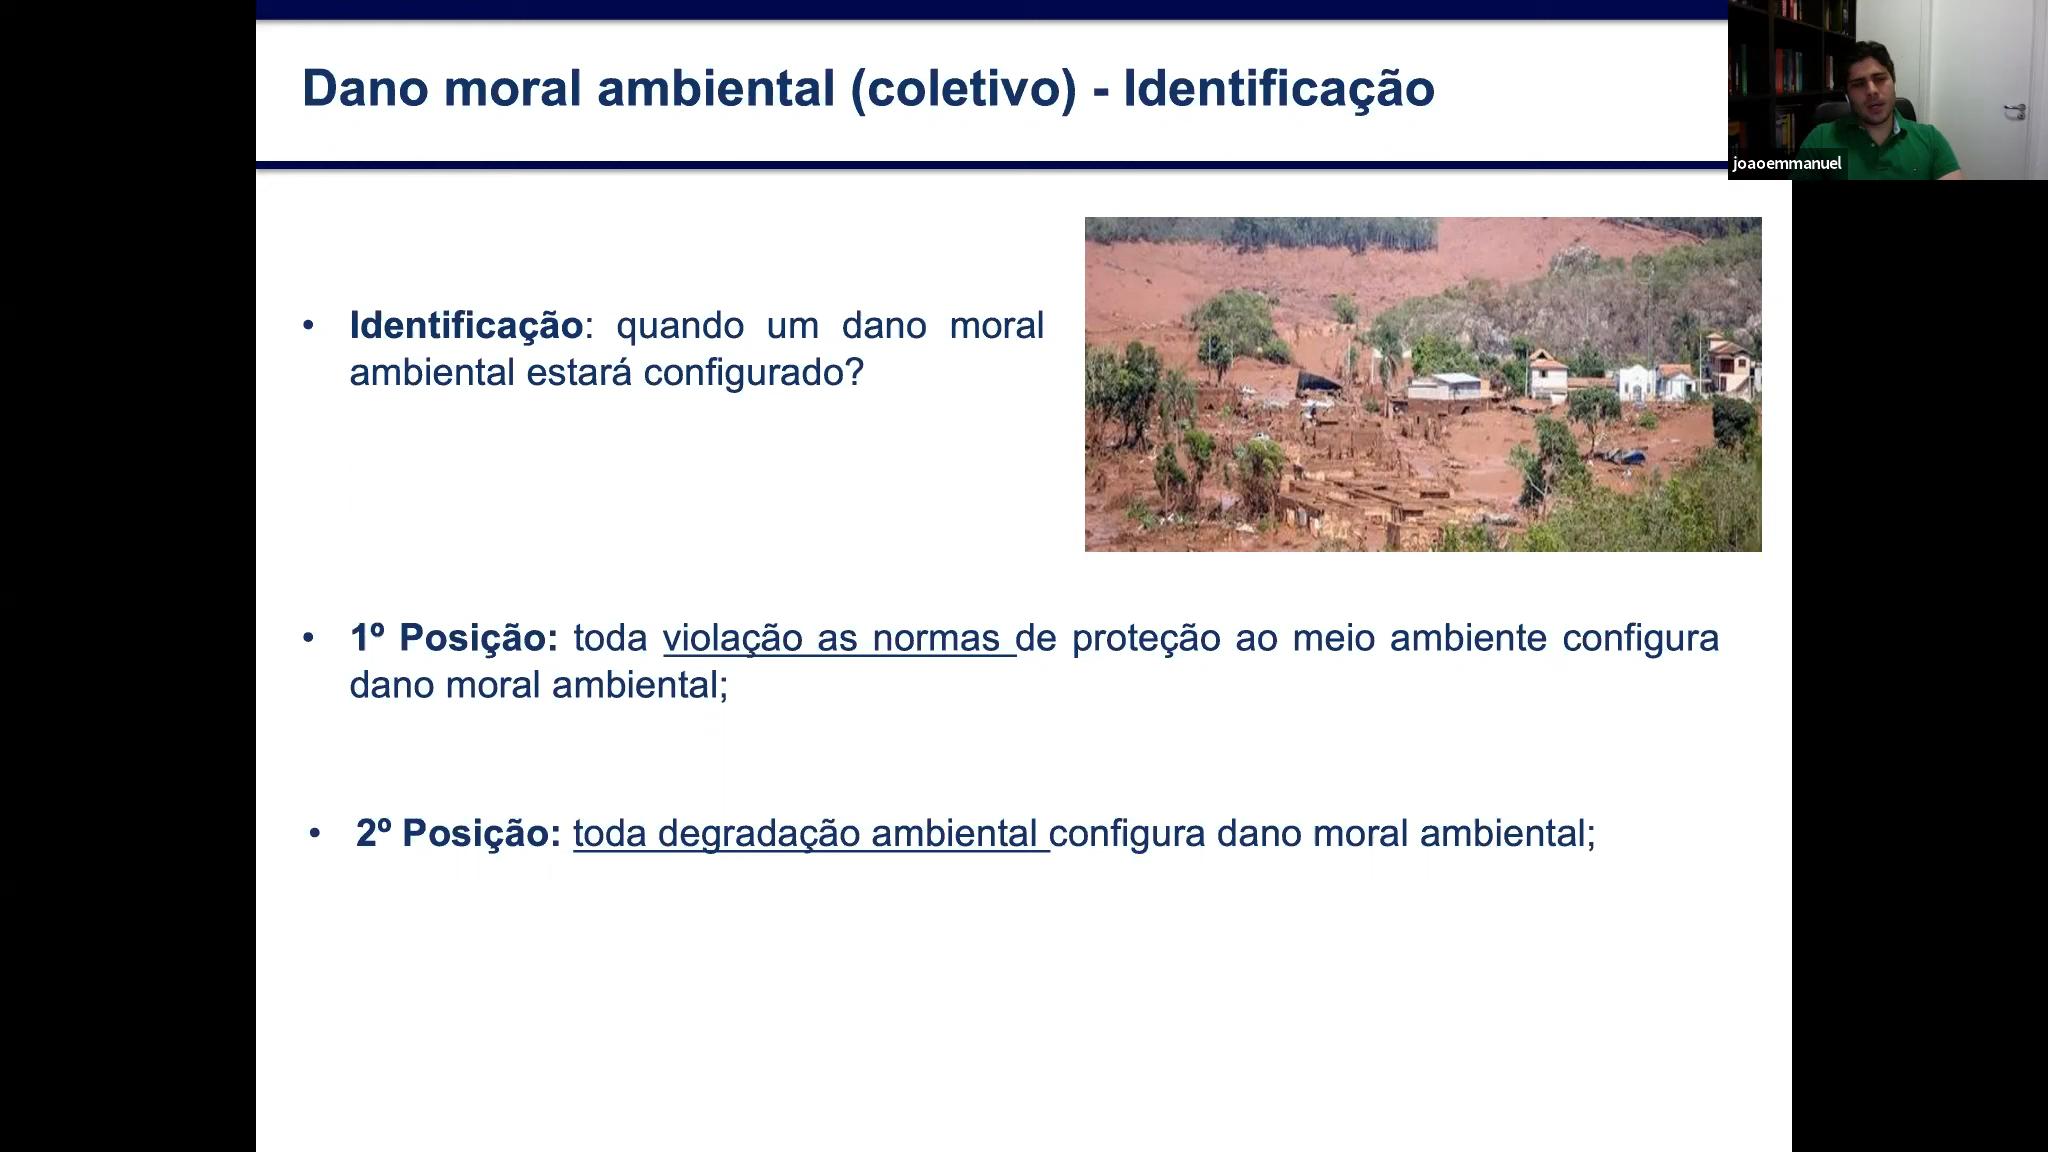 Dano moral ambiental (coletivo) - Identificação
joaoemmanuel
• Identificação: quando um dano moral
ambiental estará configurado?
• 1º Posição: toda violação as normas de proteção ao meio ambiente configura
dano moral ambiental;
• 2º Posição: toda degradação ambiental configura dano moral ambiental;